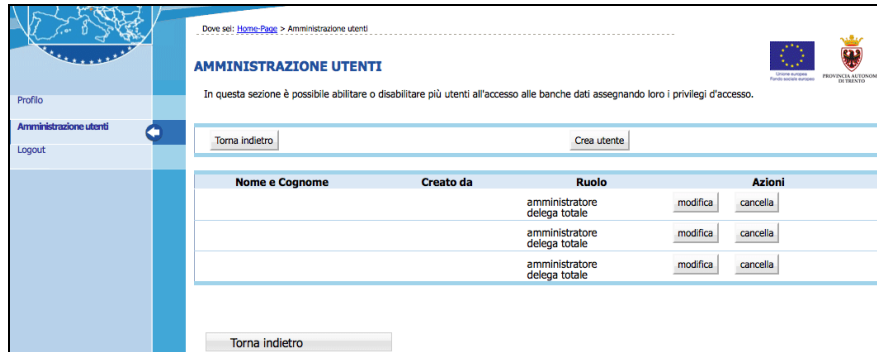 Dove sei: Home-Page > Amministrazione utenti
AMMINISTRAZIONE UTENTI
In questa sezione è possibile abilitare o disabilitare più utenti all'accesso alle banche dati assegnando loro i privilegi d'accesso.
Unione europea
Fondo sociale europeo
PROVINCIA AUTONOM
DI TRENTO
Profilo
Amministrazione utenti
Logout
Torna indietro Crea utente
Nome e Cognome Creato da Ruolo Azioni
amministratore
delega totale modifica cancella
amministratore
delega totale modifica cancella
amministratore
delega totale modifica cancella
Torna indietro